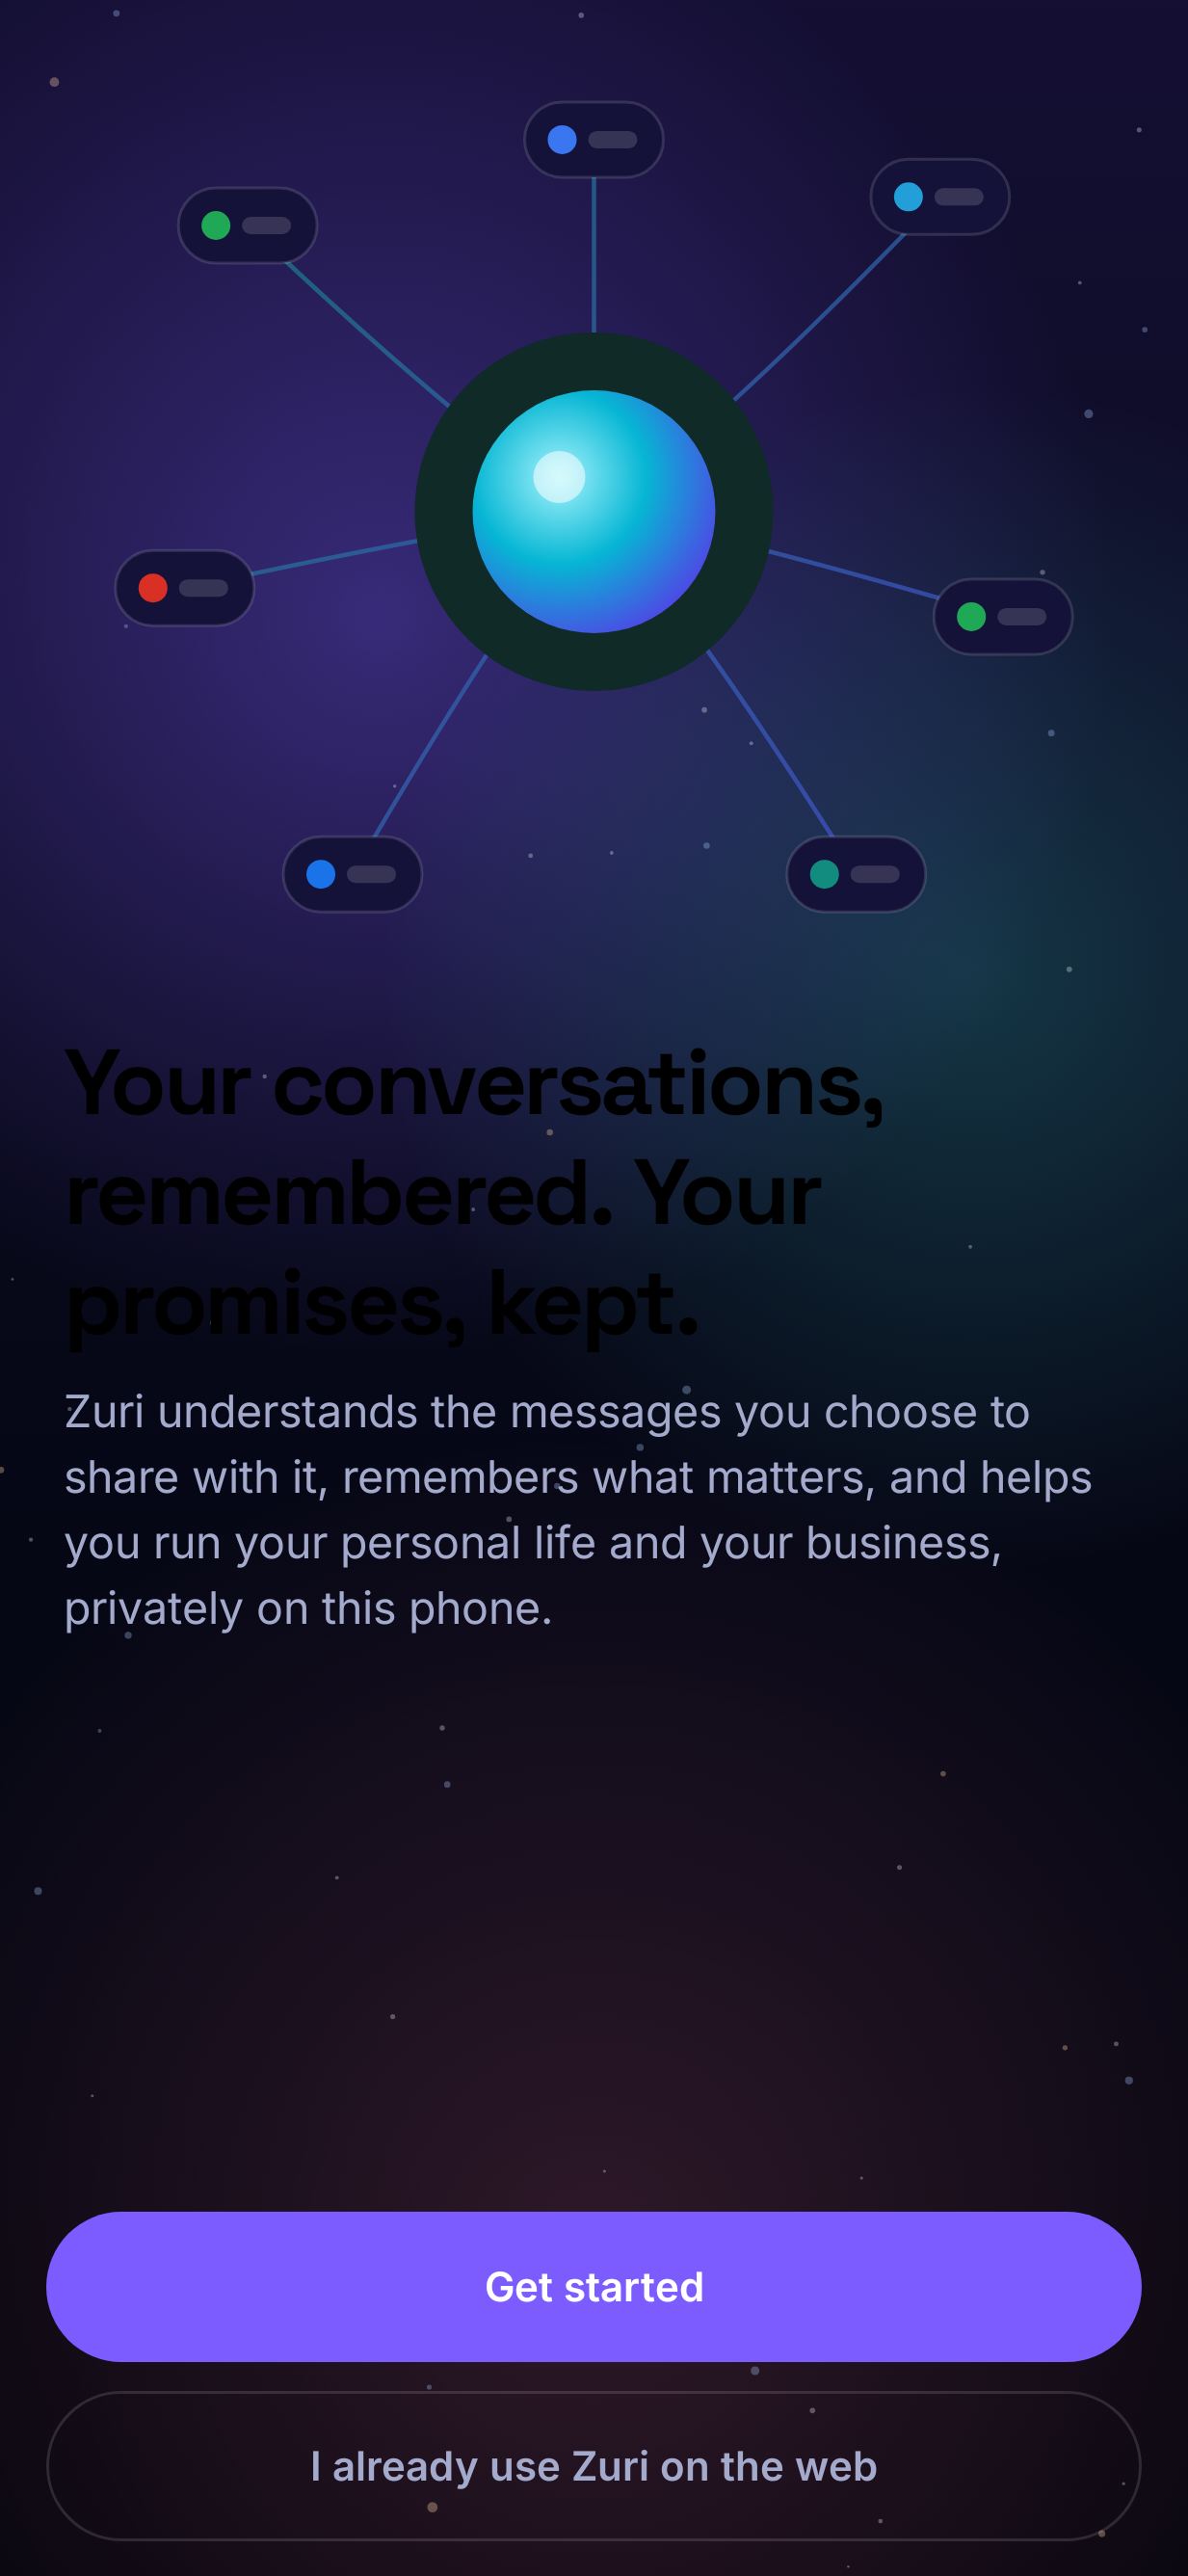 Your conversations,
remembered. Your
promises, kept.
Zuri understands the messages you choose to
share with it, remembers what matters, and helps
you run your personal life and your business,
privately on this phone.
Get started
I already use Zuri on the web